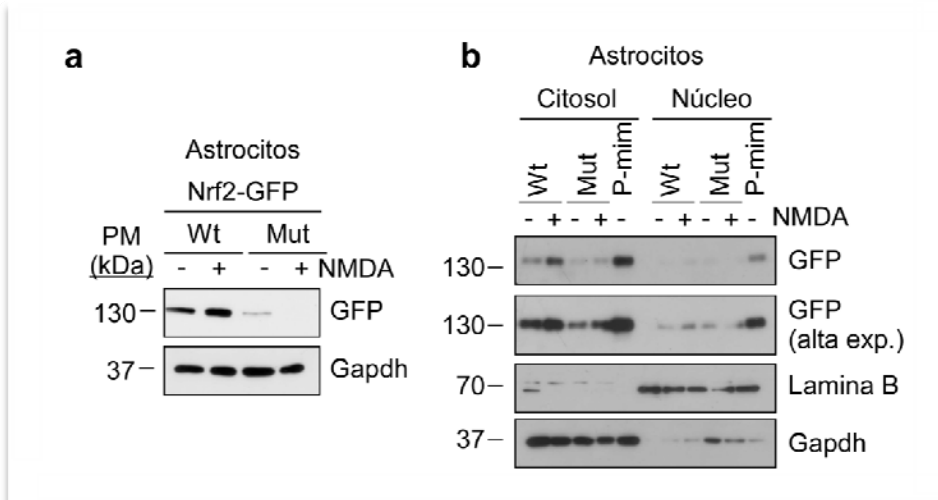 a
Astrocitos
Nrf2-GFP
PM
(kDa)
Wt Mut
- + - + NMDA
130 GFP
37 Gapdh
b
Astrocitos
Citosol Núcleo
Wt Mut P-mim Wt Mut P-mim
- + - + - - + - + - NMDA
130 GFP
130 GFP
(alta exp.)
70 Lamina B
37 Gapdh